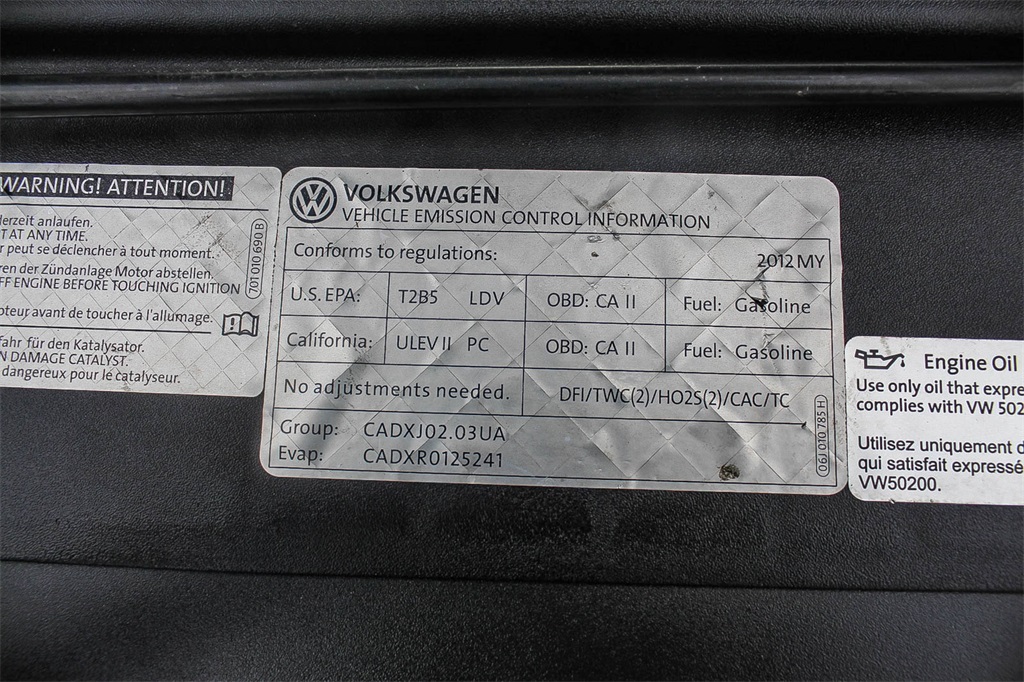 WARNING! ATTENTION!
derzeit anlaufen.
T AT ANY TIME.
r peut se déclencher à tout moment.
ren der Zündanlage Motor abstellen.
FF ENGINE BEFORE TOUCHING IGNITION
oteur avant de toucher à l'allumage.
fahr für den Katalysator.
N DAMAGE CATALYST.
dangereux pour le catalyseur.
701 010 690 B
VW
VOLKSWAGEN
VEHICLE EMISSION CONTROL INFORMATION
Conforms to regulations: 2012 MY
U.S. EPA: T2B5 LDV OBD: CA II Fuel: Gasoline
California: ULEV II PC OBD: CA II Fuel: Gasoline
No adjustments needed. DFI/TWC(2)/HO2S(2)/CAC/TC
Group: CADXJ02.03UA
Evap: CADXR0125241
06J 010 785 H
Engine Oil
Use only oil that expre
complies with VW 502
Utilisez uniquement d
qui satisfait expressé
VW50200.